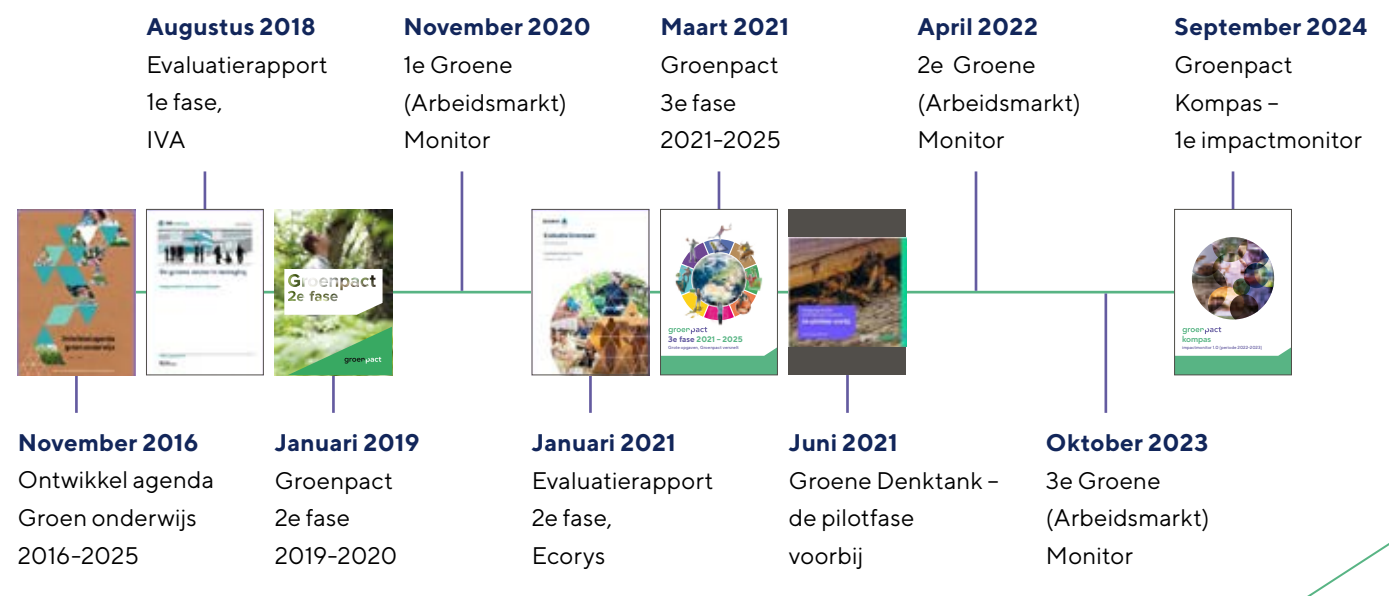 Augustus 2018
Evaluatierapport
1e fase,
IVA
November 2020
1e Groene
(Arbeidsmarkt)
Monitor
Maart 2021
Groenpact
3e fase
2021-2025
April 2022
2e Groene
(Arbeidsmarkt)
Monitor
September 2024
Groenpact
Kompas –
1e impactmonitor
Groenpact
2e fase
groenpact
groenpact
3e fase 2021 - 2025
groenpact
kompas
November 2016
Ontwikkel agenda
Groen onderwijs
2016-2025
Januari 2019
Groenpact
2e fase
2019-2020
Januari 2021
Evaluatierapport
2e fase,
Ecorys
Juni 2021
Groene Denktank –
de pilotfase
voorbij
Oktober 2023
3e Groene
(Arbeidsmarkt)
Monitor